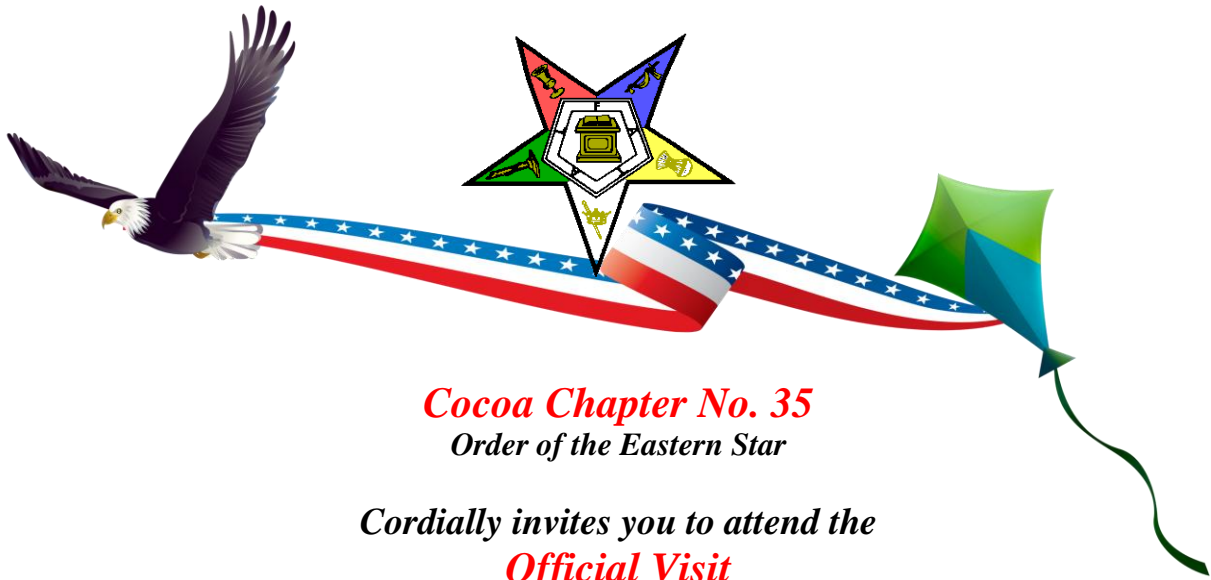 Cocoa Chapter No. 35
Order of the Eastern Star
Cordially invites you to attend the
Official Visit